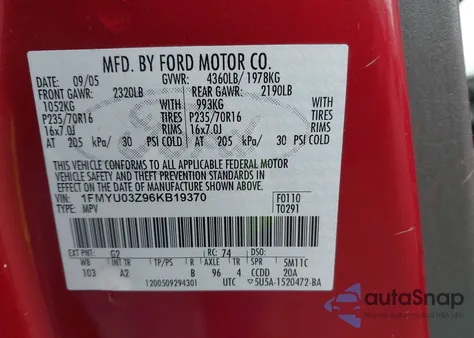 MFD. BY FORD MOTOR CO.
DATE: 09/05 GVWR: 4360LB/ 1978KG
FRONT GAWR: 2320LB REAR GAWR: 2190LB
1052KG WITH 993KG WITH
P235/70R16 TIRES P235/70R16 TIRES
16x7.0J RIMS 16x7.0J RIMS
AT 205 kPa/ 30 PSI COLD AT 205 kPa/ 30 PSI COLD
THIS VEHICLE CONFORMS TO ALL APPLICABLE FEDERAL MOTOR
VEHICLE SAFETY AND THEFT PREVENTION STANDARDS IN EFFECT
ON THE DATE OF MANUFACTURE SHOWN ABOVE.
VIN: 1FMYU03Z96KB19370 F0110
TYPE: MPV T0291
EXT PNT: G2 RC: 74 DSO:
WB INT TR TP/PS R AXLE TR SPR 5M11C
103 A2 B 96 4 CCDD 20A
1200509294301 UTC 5U5A-1520472-BA
autoSnap